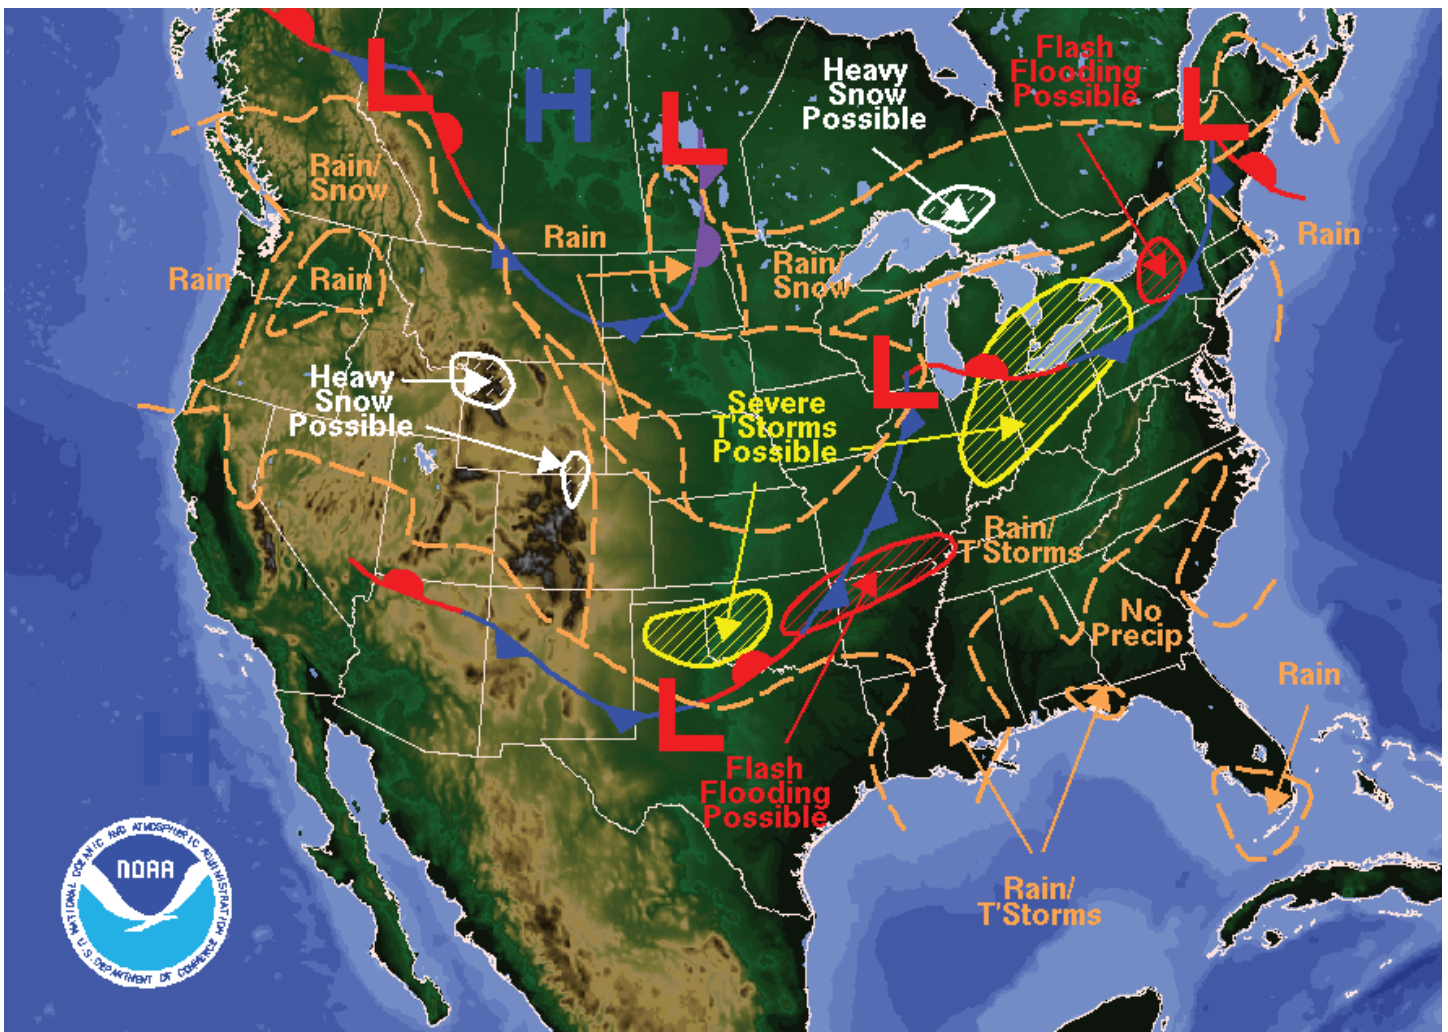 Flash
Flooding
Possible
Heavy
Snow
Possible
L
H
L
L
Rain/
Snow
Rain
Rain
Rain/
Snow
Rain
Rain
L
Heavy
Snow
Possible
Severe
T'Storms
Possible
Rain/
T'Storms
No
Precip
Rain
L
H
Flash
Flooding
Possible
Rain/
T'Storms
NATIONAL OCEANIC AND ATMOSPHERIC ADMINISTRATION
NOAA
U.S. DEPARTMENT OF COMMERCE